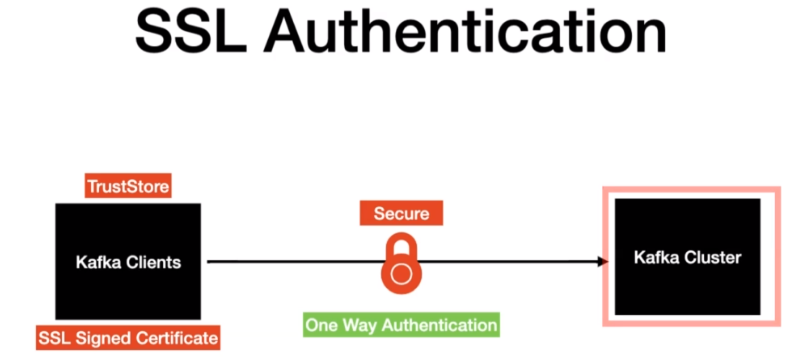 SSL Authentication
TrustStore
Secure
Kafka Clients
Kafka Cluster
One Way Authentication
SSL Signed Certificate